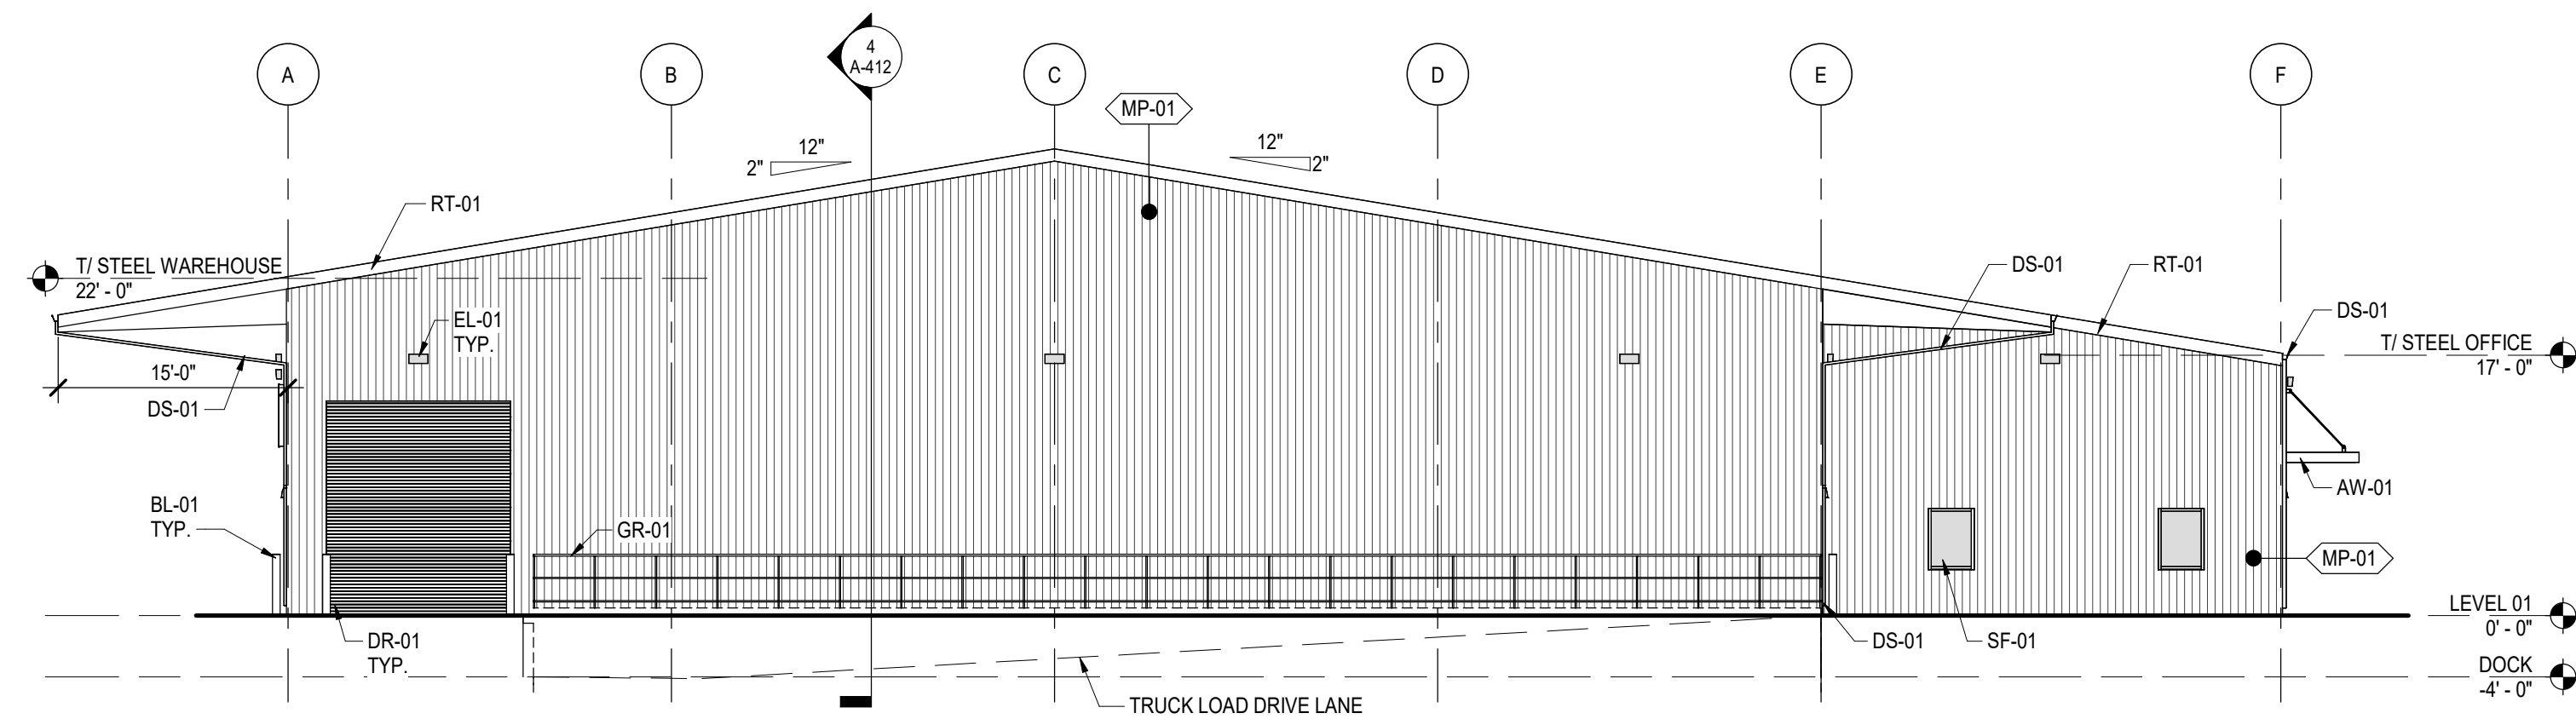 A
B
4
A-412
C
D
E
F
MP-01
12"
2"
12"
2"
RT-01
T/ STEEL WAREHOUSE
22' - 0"
DS-01
RT-01
DS-01
EL-01
TYP.
T/ STEEL OFFICE
17' - 0"
15'-0"
DS-01
AW-01
BL-01
TYP.
GR-01
MP-01
LEVEL 01
0' - 0"
DR-01
TYP.
DS-01
SF-01
DOCK
-4' - 0"
TRUCK LOAD DRIVE LANE